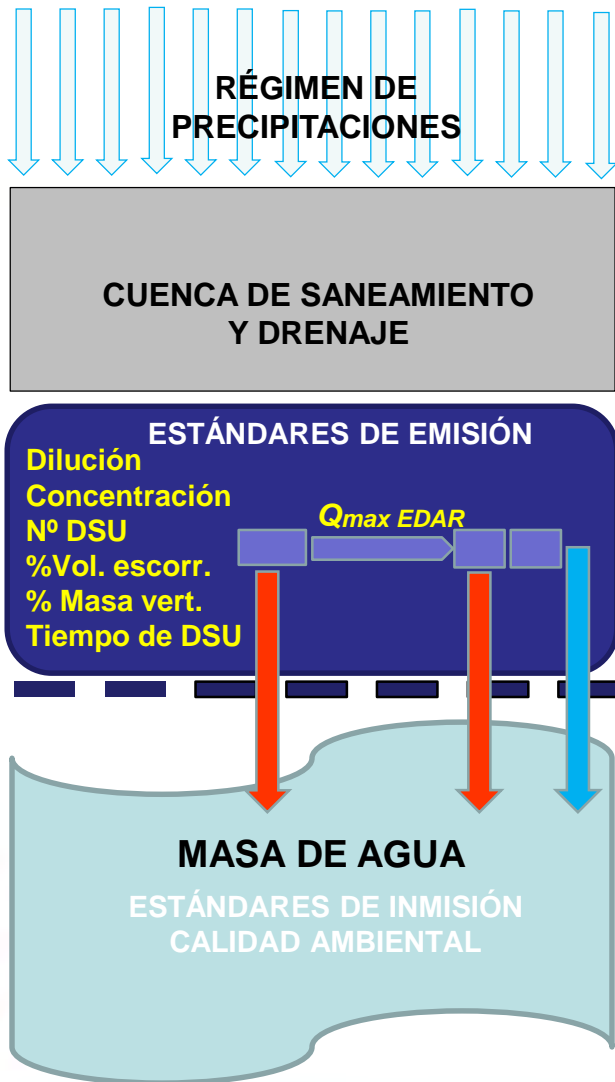 RÉGIMEN DE
PRECIPITACIONES
CUENCA DE SANEAMIENTO
Y DRENAJE
ESTÁNDARES DE EMISIÓN
Dilución
Concentración
Nº DSU
%Vol. escorr.
% Masa vert.
Tiempo de DSU
Qmax EDAR
MASA DE AGUA
ESTÁNDARES DE INMISIÓN
CALIDAD AMBIENTAL